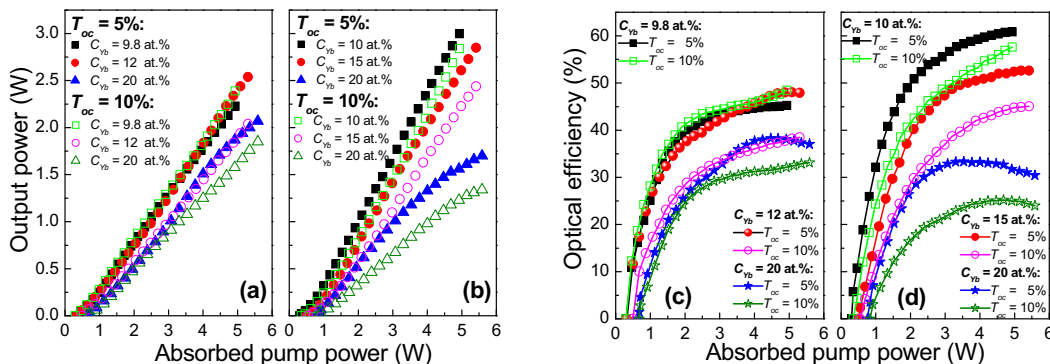 Output power (W)
3.0
2.5
2.0
1.5
1.0
0.5
0.0
T_oc = 5%:
C_Yb = 9.8 at.%
C_Yb = 12 at.%
C_Yb = 20 at.%
T_oc = 10%:
C_Yb = 9.8 at.%
C_Yb = 12 at.%
C_Yb = 20 at.%
(a)
0 1 2 3 4 5 6
Absorbed pump power (W)
T_oc = 5%:
C_Yb = 10 at.%
C_Yb = 15 at.%
C_Yb = 20 at.%
T_oc = 10%:
C_Yb = 10 at.%
C_Yb = 15 at.%
C_Yb = 20 at.%
(b)
1 2 3 4 5 6
Optical efficiency (%)
60
50
40
30
20
10
0
C_Yb = 9.8 at.%:
T_oc = 5%
T_oc = 10%
C_Yb = 12 at.%:
T_oc = 5%
T_oc = 10%
C_Yb = 20 at.%:
T_oc = 5%
T_oc = 10%
(c)
0 1 2 3 4 5 6
Absorbed pump power (W)
C_Yb = 10 at.%:
T_oc = 5%
T_oc = 10%
C_Yb = 15 at.%:
T_oc = 5%
T_oc = 10%
C_Yb = 20 at.%:
T_oc = 5%
T_oc = 10%
(d)
1 2 3 4 5 6